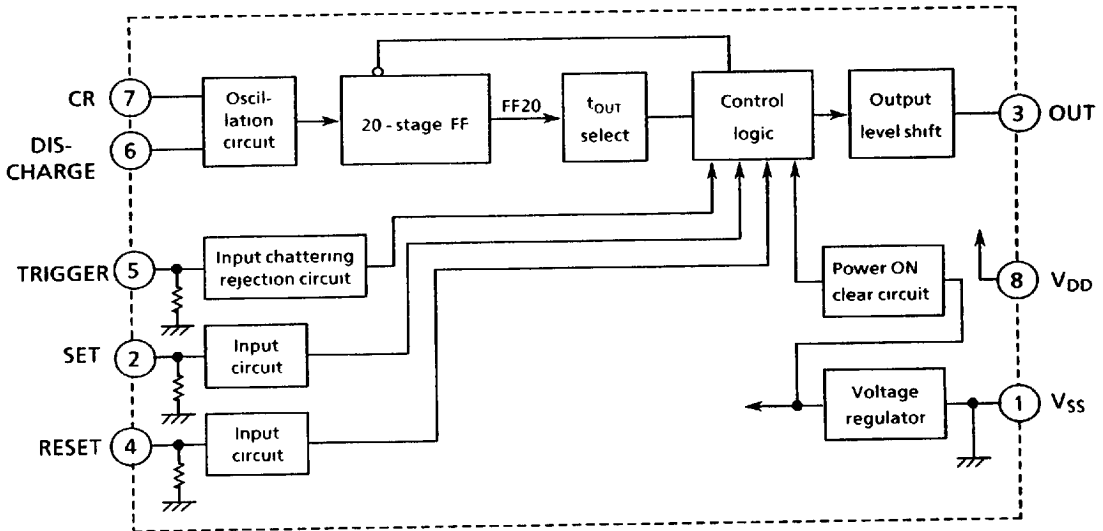 CR
7
DIS-
CHARGE
6
Oscil-
lation
circuit
20-stage FF
FF20
tOUT
select
Control
logic
Output
level shift
3
OUT
TRIGGER
5
Input chattering
rejection circuit
Power ON
clear circuit
8
VDD
SET
2
Input
circuit
Voltage
regulator
1
VSS
RESET
4
Input
circuit